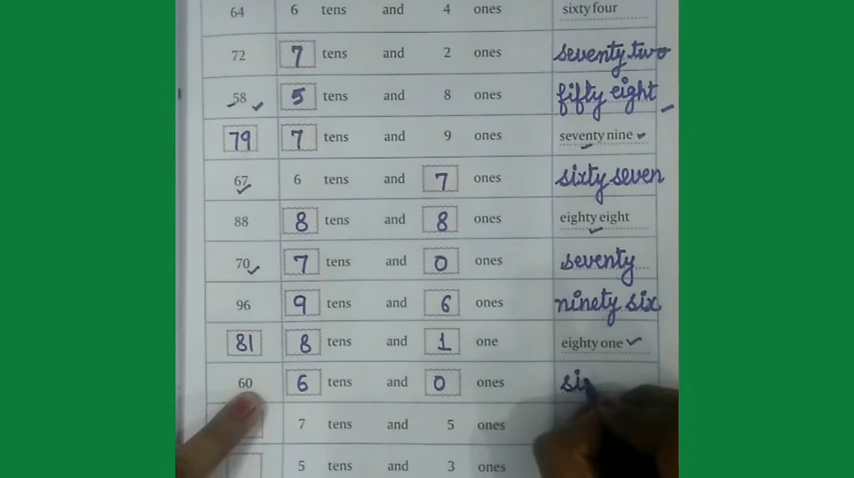 64 6 tens and 4 ones sixty four
72 7 tens and 2 ones seventy two
58 5 tens and 8 ones fifty eight
79 7 tens and 9 ones seventy nine
67 6 tens and 7 ones sixty seven
88 8 tens and 8 ones eighty eight
70 7 tens and 0 ones seventy
96 9 tens and 6 ones ninety six
81 8 tens and 1 one eighty one
60 6 tens and 0 ones si
7 tens and 5 ones
5 tens and 3 ones